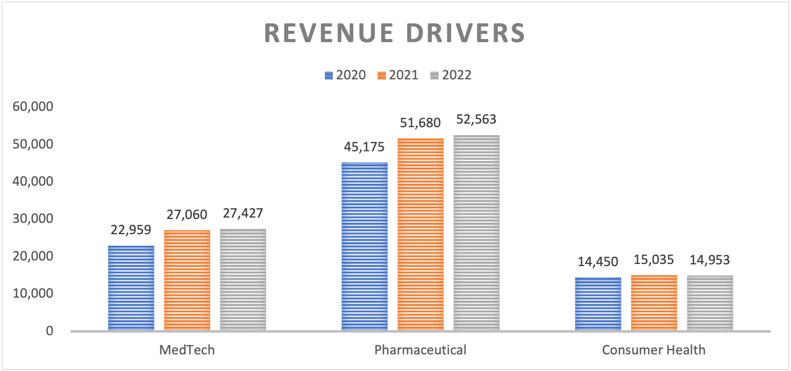 REVENUE DRIVERS
2020 2021 2022
60,000
50,000
40,000
30,000
20,000
10,000
0
22,959 27,060 27,427
45,175 51,680 52,563
14,450 15,035 14,953
MedTech Pharmaceutical Consumer Health